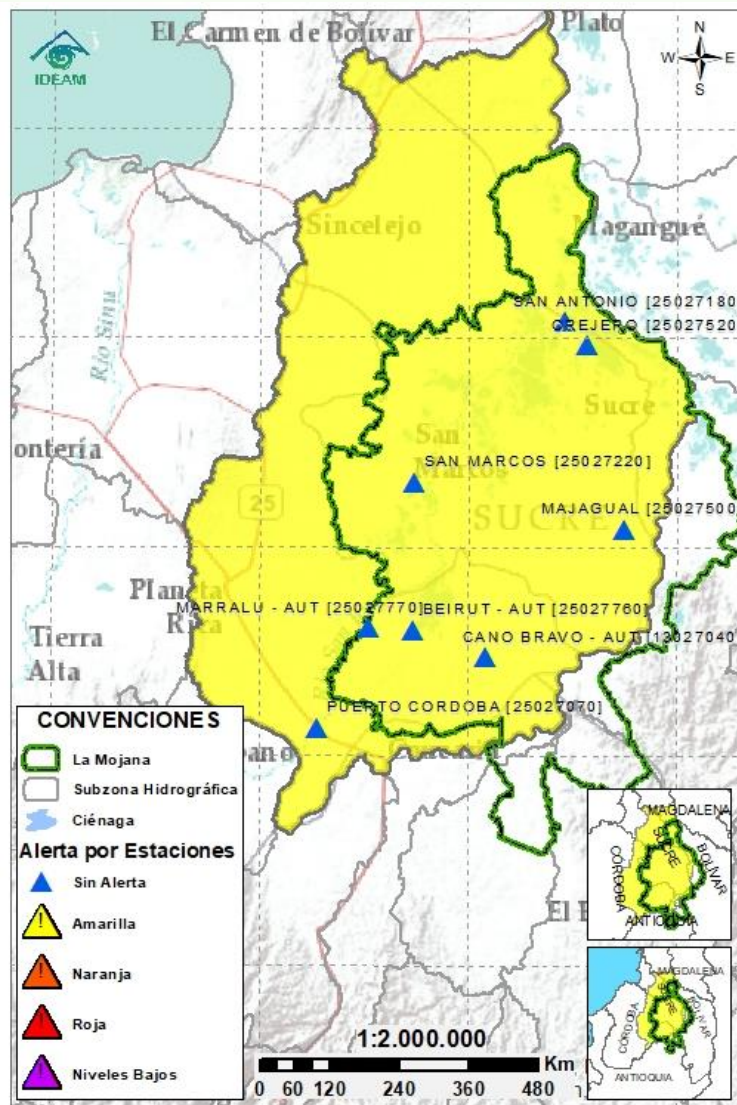 El Carmen de Bolívar
Plato
IDEAM
N
W E
S
Sincelejo
Magangué
Río Sinú
SAN ANTONIO [25027180]
CREJERO [25027520]
Sucre
ontería
San
Marcos
SAN MARCOS [25027220]
25
MAJAGUAL [25027500]
SUCRE
Planeta
Rica
MARRALU - AUT [25027770]
BEIRUT - AUT [25027760]
Tierra
Alta
CANO BRAVO - AUT [13027040]
PUERTO CORDOBA [25027070]
CONVENCIONES
La Mojana
Subzona Hidrográfica
Ciénaga
Alerta por Estaciones
Sin Alerta
Amarilla
Naranja
Roja
Niveles Bajos
El B
MAGDALENA
SUCRE
CÓRDOBA
BOLÍVAR
ANTIOQUIA
MAGDALENA
SUCRE
CÓRDOBA
BOLÍVAR
ANTIOQUIA
1:2.000.000
Km
0 60 120 240 360 480